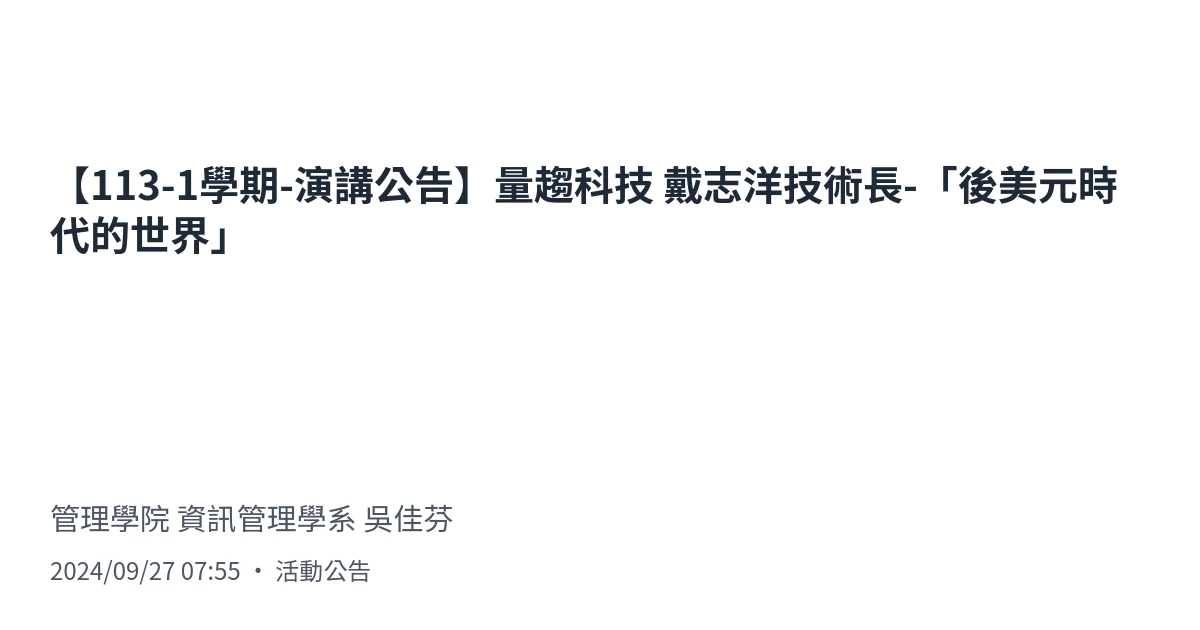 【113-1學期-演講公告】量趨科技 戴志洋技術長-「後美元時
代的世界」
管理學院 資訊管理學系 吳佳芬
2024/09/27 07:55 • 活動公告